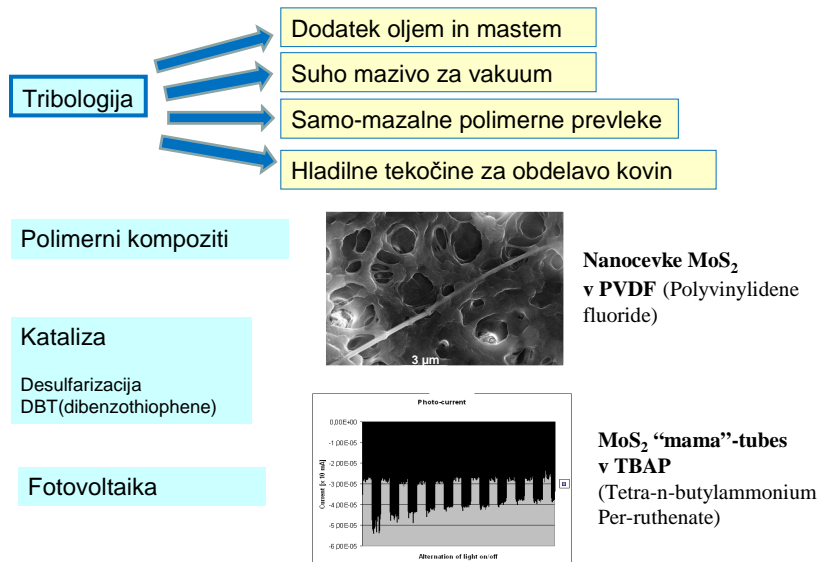 Dodatek oljem in mastem
Suho mazivo za vakuum
Tribologija
Samo-mazalne polimerne prevleke
Hladilne tekočine za obdelavo kovin
Polimerni kompoziti
Nanocevke MoS₂
v PVDF (Polyvinylidene
fluoride)
3 µm
Kataliza
Desulfarizacija
DBT(dibenzothiophene)
Fotovoltaika
Photo-current
0,00E+00
-1,00E-05
-2,00E-05
-3,00E-05
-4,00E-05
-5,00E-05
-6,00E-05
Current [x 10 mA]
Alternation of light on/off
MoS₂ “mama”-tubes
v TBAP
(Tetra-n-butylammonium
Per-ruthenate)